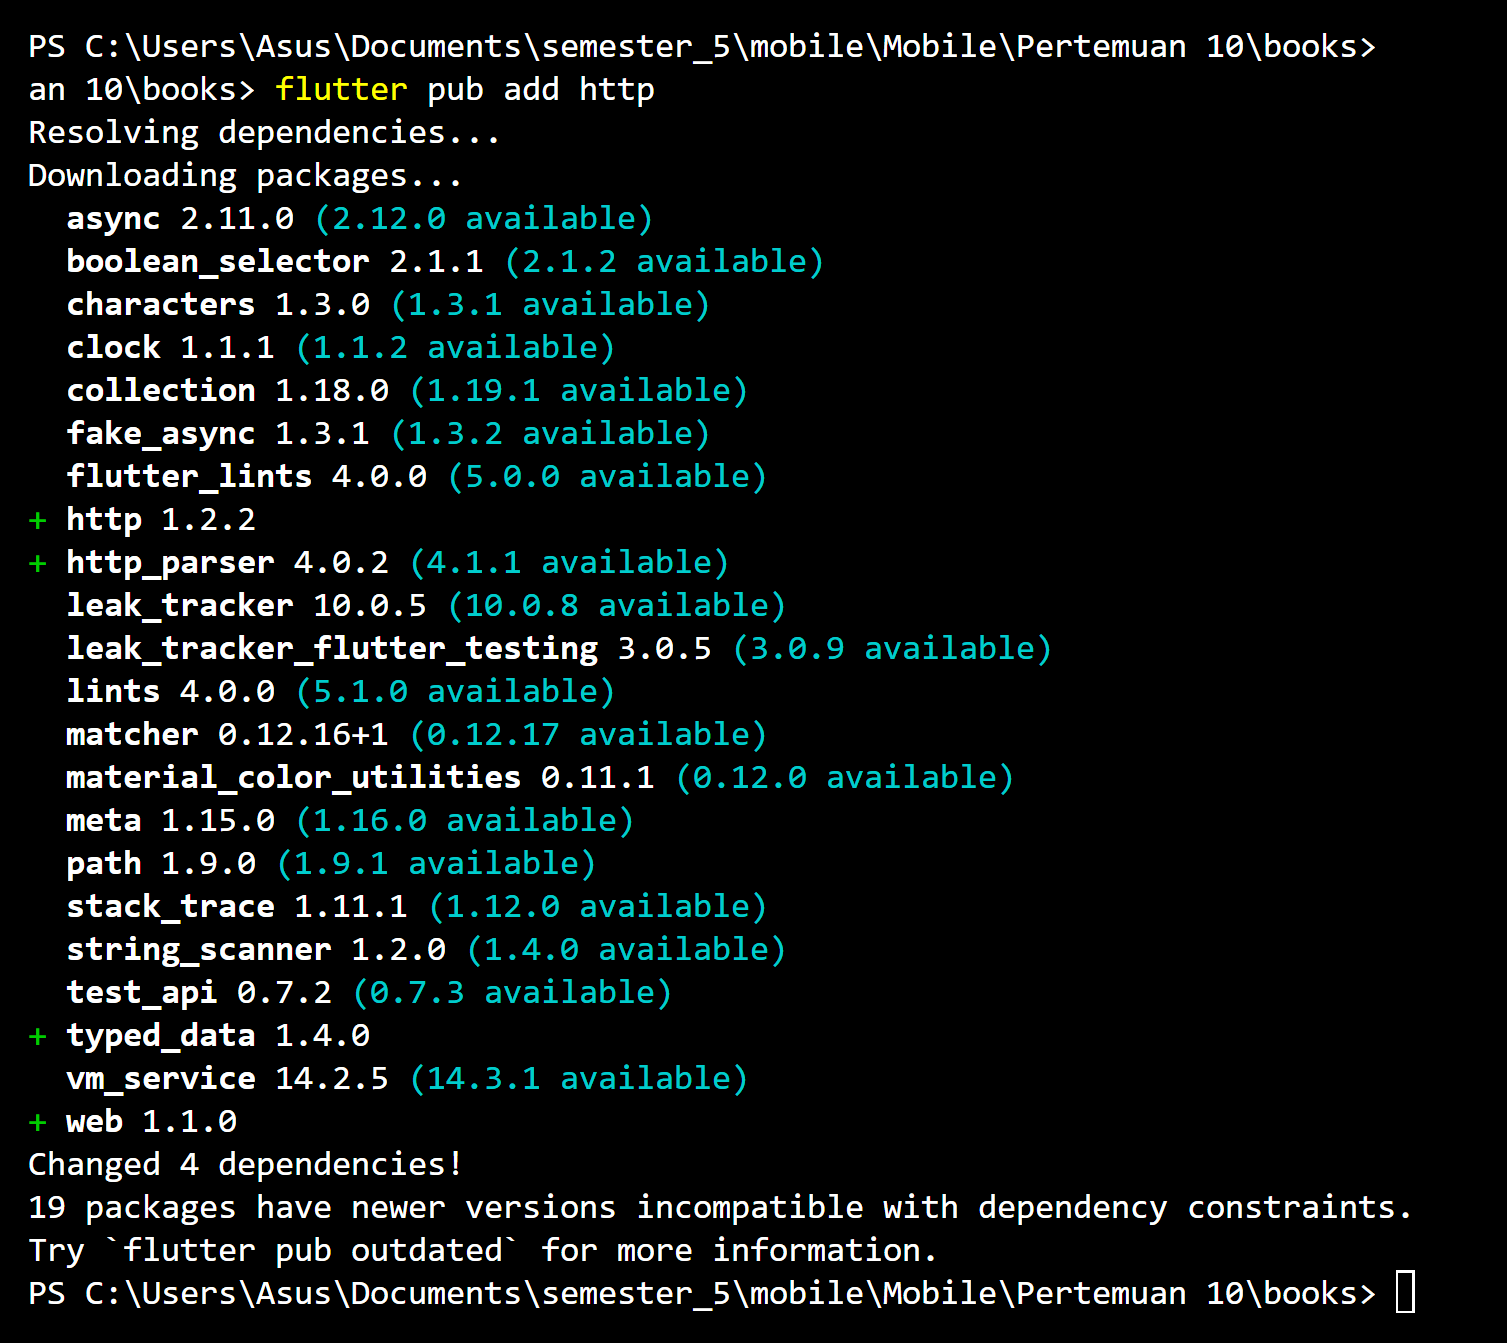 PS C:\Users\Asus\Documents\semester_5\mobile\Mobile\Pertemuan 10\books>
an 10\books> flutter pub add http
Resolving dependencies...
Downloading packages...
  async 2.11.0 (2.12.0 available)
  boolean_selector 2.1.1 (2.1.2 available)
  characters 1.3.0 (1.3.1 available)
  clock 1.1.1 (1.1.2 available)
  collection 1.18.0 (1.19.1 available)
  fake_async 1.3.1 (1.3.2 available)
  flutter_lints 4.0.0 (5.0.0 available)
+ http 1.2.2
+ http_parser 4.0.2 (4.1.1 available)
  leak_tracker 10.0.5 (10.0.8 available)
  leak_tracker_flutter_testing 3.0.5 (3.0.9 available)
  lints 4.0.0 (5.1.0 available)
  matcher 0.12.16+1 (0.12.17 available)
  material_color_utilities 0.11.1 (0.12.0 available)
  meta 1.15.0 (1.16.0 available)
  path 1.9.0 (1.9.1 available)
  stack_trace 1.11.1 (1.12.0 available)
  string_scanner 1.2.0 (1.4.0 available)
  test_api 0.7.2 (0.7.3 available)
+ typed_data 1.4.0
  vm_service 14.2.5 (14.3.1 available)
+ web 1.1.0
Changed 4 dependencies!
19 packages have newer versions incompatible with dependency constraints.
Try `flutter pub outdated` for more information.
PS C:\Users\Asus\Documents\semester_5\mobile\Mobile\Pertemuan 10\books>